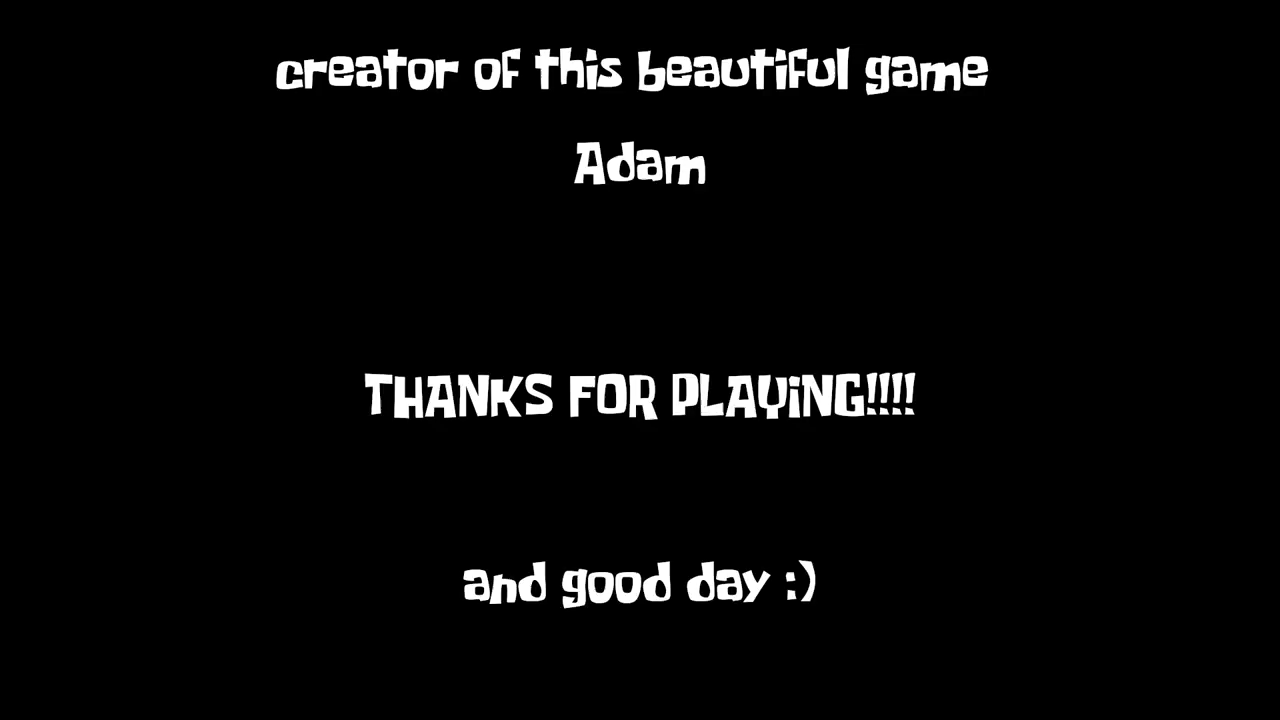 creator of this beautiful game
Adam
THANKS FOR PLAYiNG!!!!
and good day :)